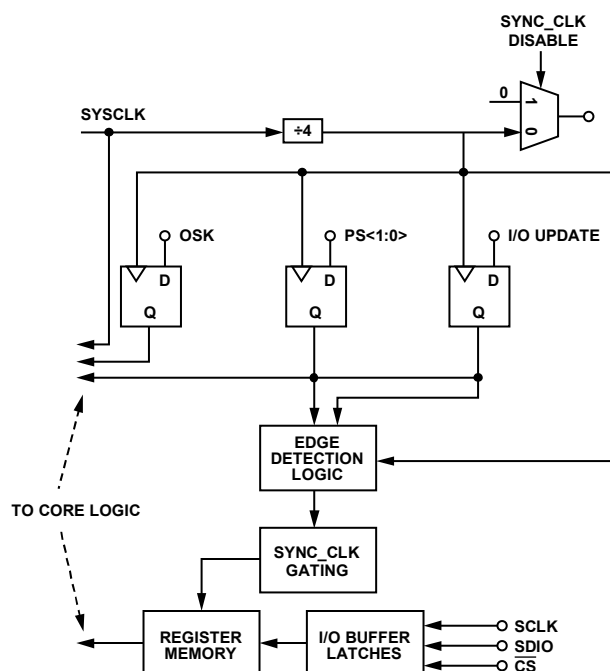 SYNC_CLK
DISABLE
SYSCLK
0
1
0
÷4
OSK
PS<1:0>
I/O UPDATE
D
Q
D
Q
D
Q
EDGE
DETECTION
LOGIC
TO CORE LOGIC
SYNC_CLK
GATING
REGISTER
MEMORY
I/O BUFFER
LATCHES
SCLK
SDIO
C̅S̅